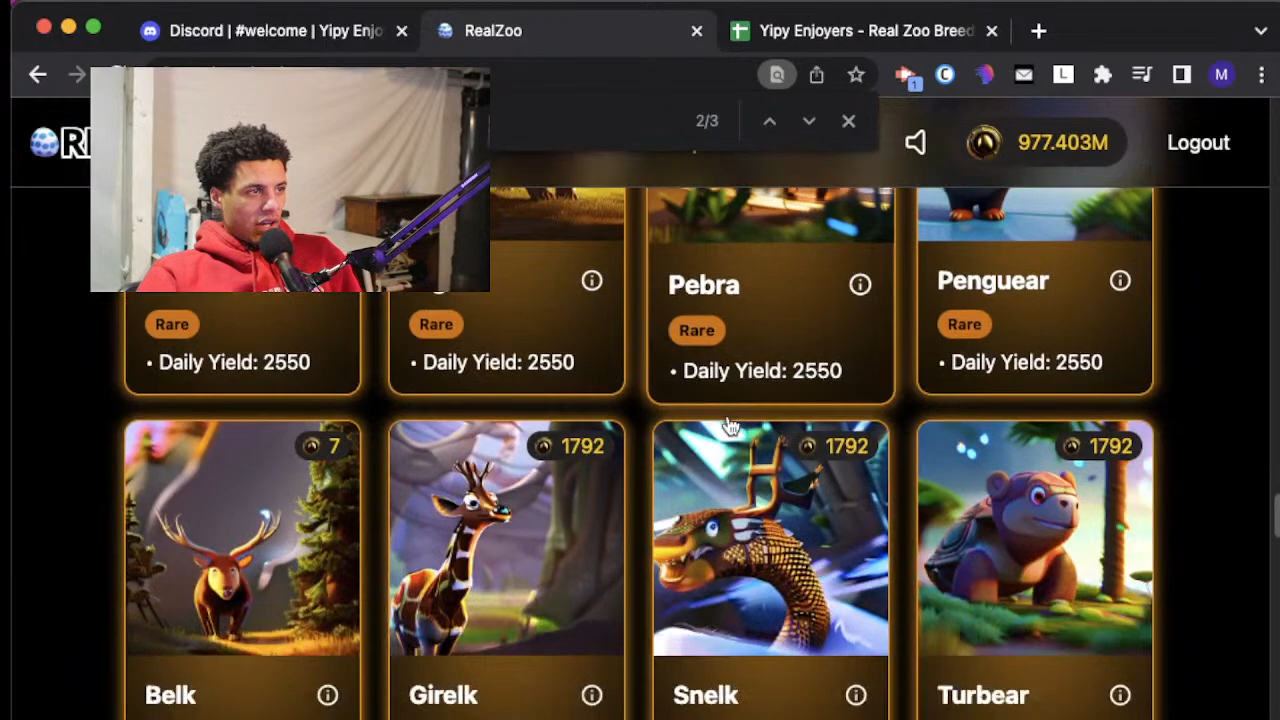 Discord | #welcome | Yipy Enjo
RealZoo
Yipy Enjoyers - Real Zoo Breed
1
C
L
M
2/3
977.403M
Logout
Pebra
Penguear
Rare
Rare
Rare
Rare
• Daily Yield: 2550
• Daily Yield: 2550
• Daily Yield: 2550
• Daily Yield: 2550
7
1792
1792
1792
Belk
Girelk
Snelk
Turbear